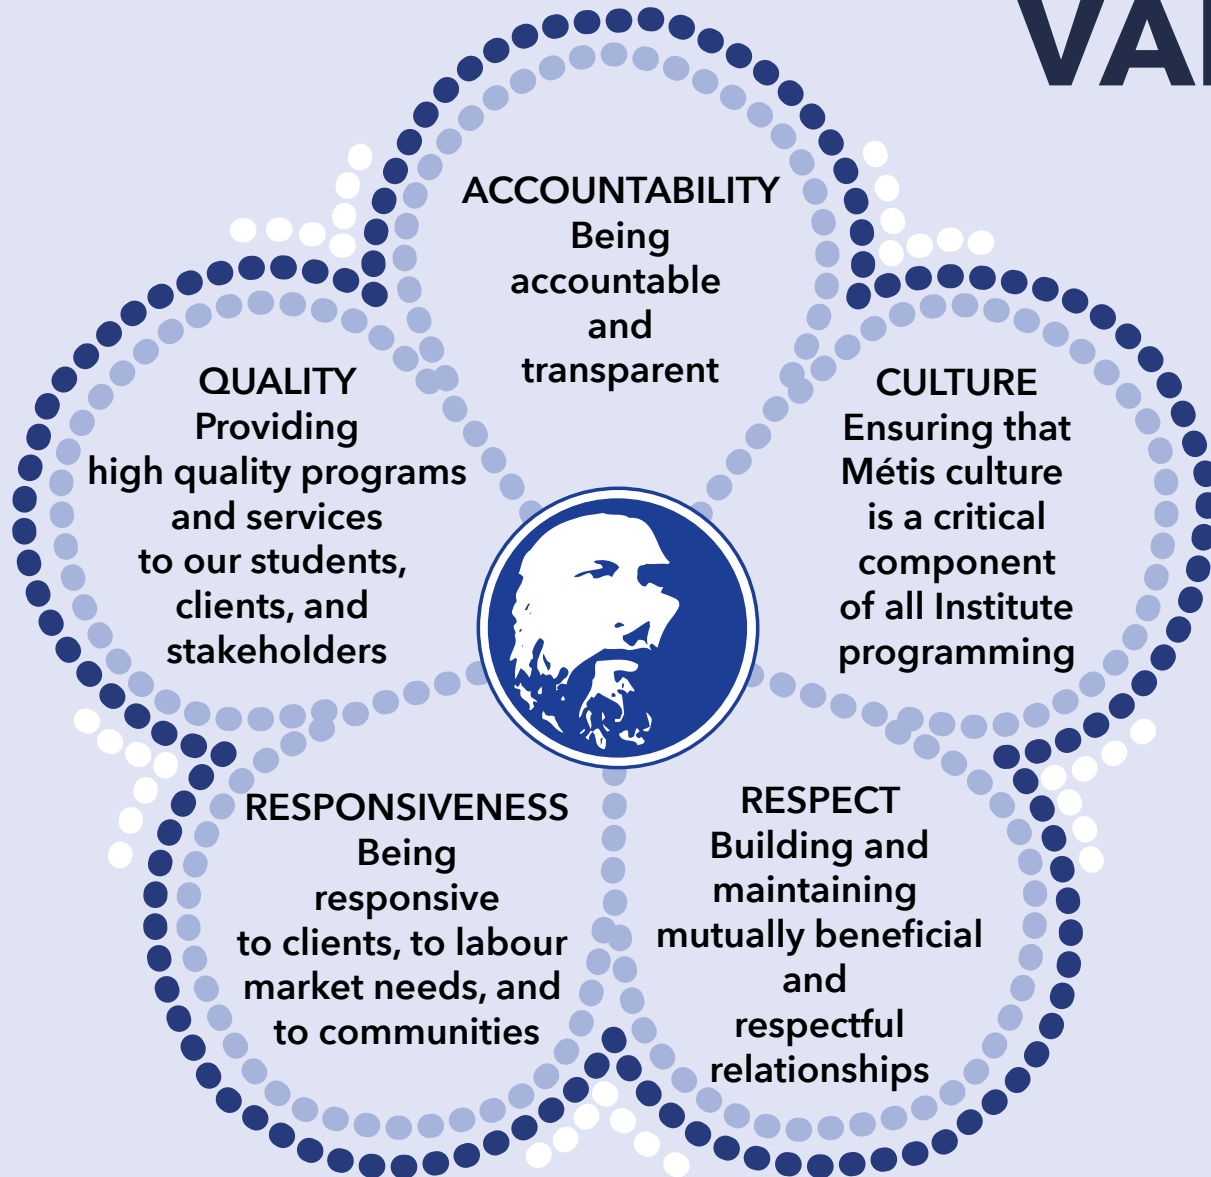 ACCOUNTABILITY
Being
accountable
and
transparent
QUALITY
Providing
high quality programs
and services
to our students,
clients, and
stakeholders
CULTURE
Ensuring that
Métis culture
is a critical
component
of all Institute
programming
RESPONSIVENESS
Being
responsive
to clients, to labour
market needs, and
to communities
RESPECT
Building and
maintaining
mutually beneficial
and
respectful
relationships